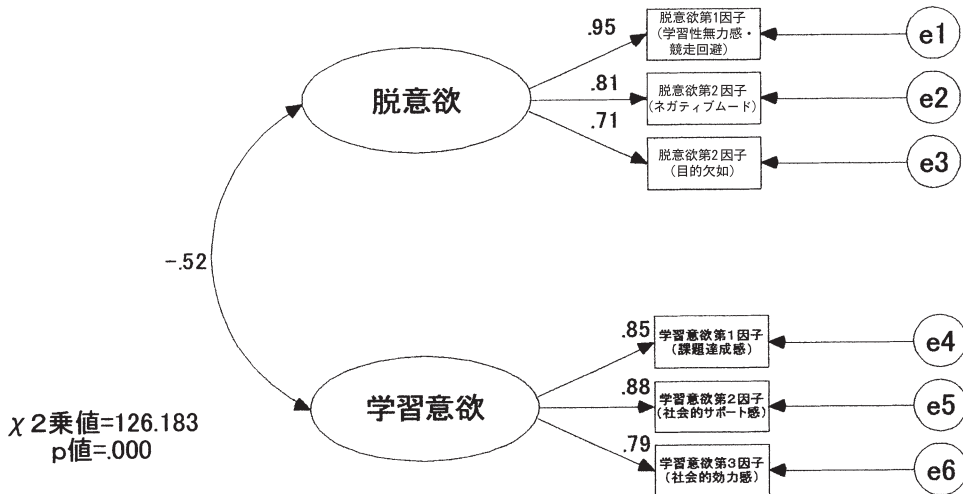 .95
脱意欲第1因子
(学習性無力感・
競走回避)
e1
脱意欲
.81
脱意欲第2因子
(ネガティブムード)
e2
.71
脱意欲第2因子
(目的欠如)
e3
-.52
.85
学習意欲第1因子
(課題達成感)
e4
学習意欲
.88
学習意欲第2因子
(社会的サポート感)
e5
.79
学習意欲第3因子
(社会的効力感)
e6
χ2乗値=126.183
p値=.000